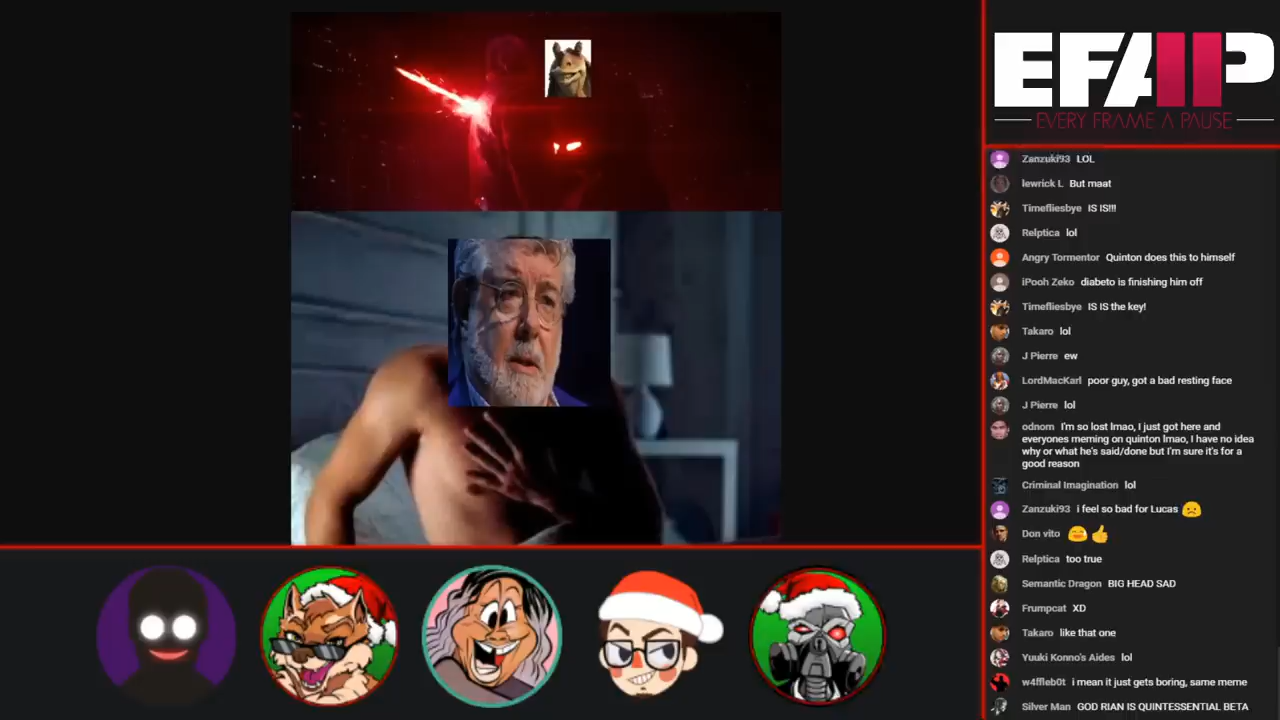 EFAP
EVERY FRAME A PAUSE
Zanzuki93 LOL
lewrick L But maat
Timefliesbye IS IS!!!
Relptica lol
Angry Tormentor Quinton does this to himself
iPooh Zeko diabeto is finishing him off
Timefliesbye IS IS the key!
Takaro lol
J Pierre ew
LordMacKarl poor guy, got a bad resting face
J Pierre lol
odnom I'm so lost lmao, I just got here and
everyones meming on quinton lmao, I have no idea
why or what he's said/done but I'm sure it's for a
good reason
Criminal Imagination lol
Zanzuki93 i feel so bad for Lucas
Don vito
Relptica too true
Semantic Dragon BIG HEAD SAD
Frumpcat XD
Takaro like that one
Yuuki Konno's Aides lol
w4ffleb0t i mean it just gets boring, same meme
Silver Man GOD RIAN IS QUINTESSENTIAL BETA